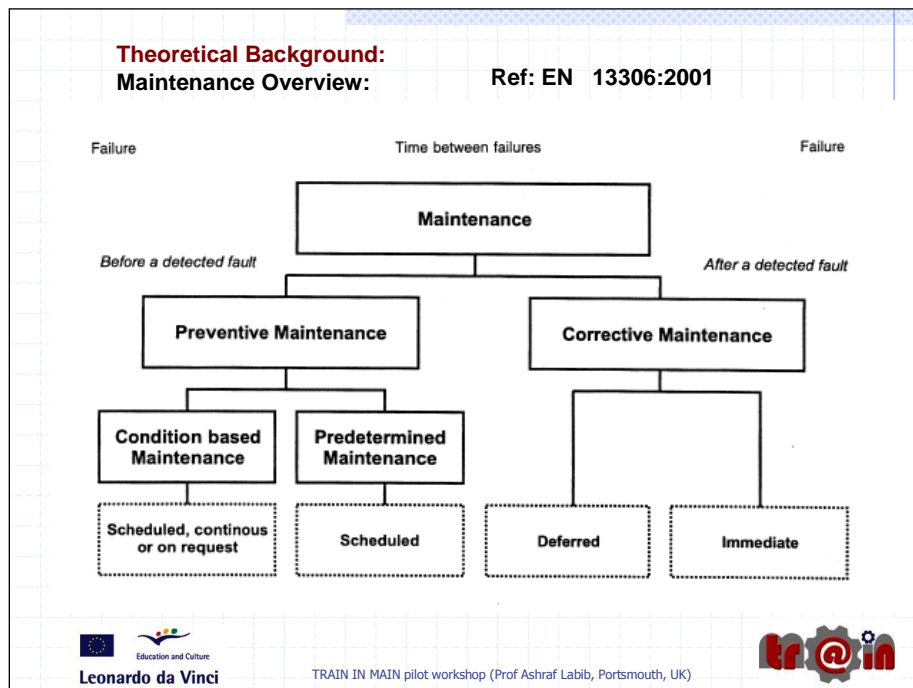 Theoretical Background:
Maintenance Overview:
Ref: EN 13306:2001
Failure
Time between failures
Failure
Maintenance
Before a detected fault
After a detected fault
Preventive Maintenance
Corrective Maintenance
Condition based
Maintenance
Predetermined
Maintenance
Scheduled, continous
or on request
Scheduled
Deferred
Immediate
Education and Culture
Leonardo da Vinci
TRAIN IN MAIN pilot workshop (Prof Ashraf Labib, Portsmouth, UK)
tr@in